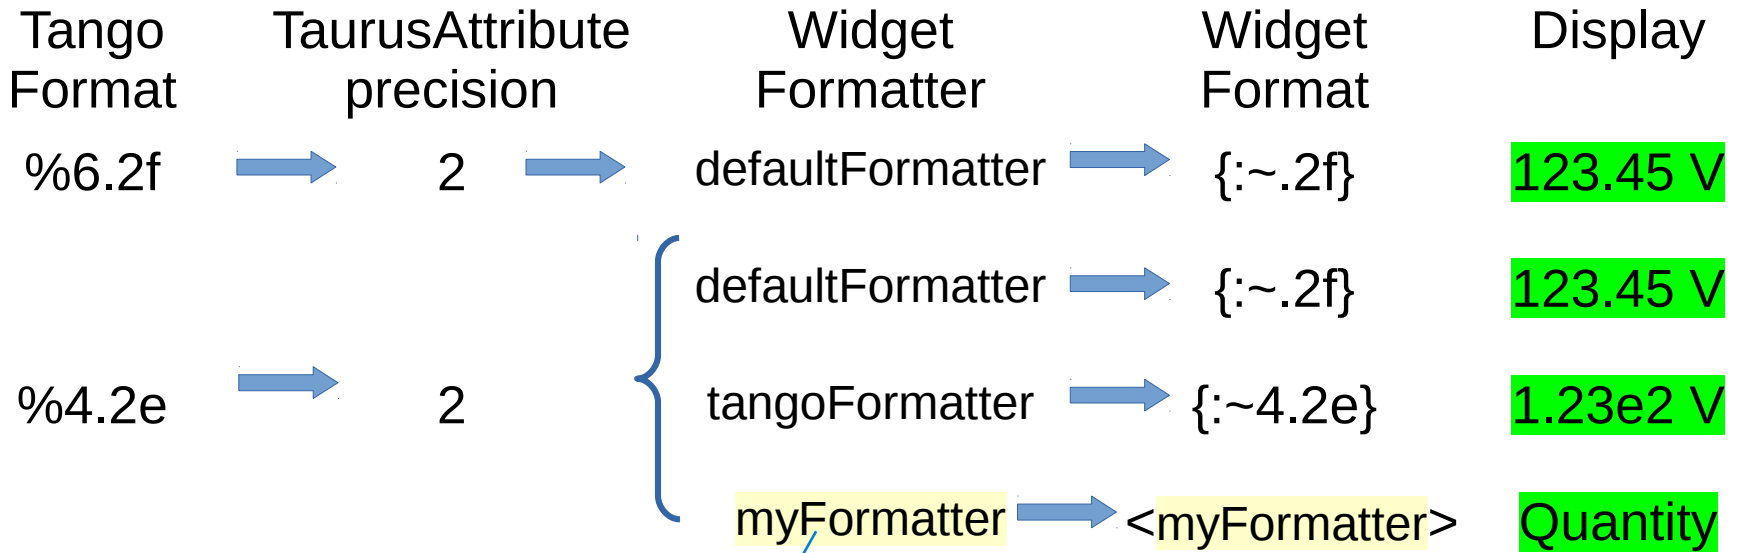 Tango TaurusAttribute Widget Widget Display
Format precision Formatter Format
%6.2f 2 defaultFormatter {:~.2f} 123.45 V
defaultFormatter {:~.2f} 123.45 V
%4.2e 2 tangoFormatter {:~4.2e} 1.23e2 V
myFormatter <myFormatter> Quantity